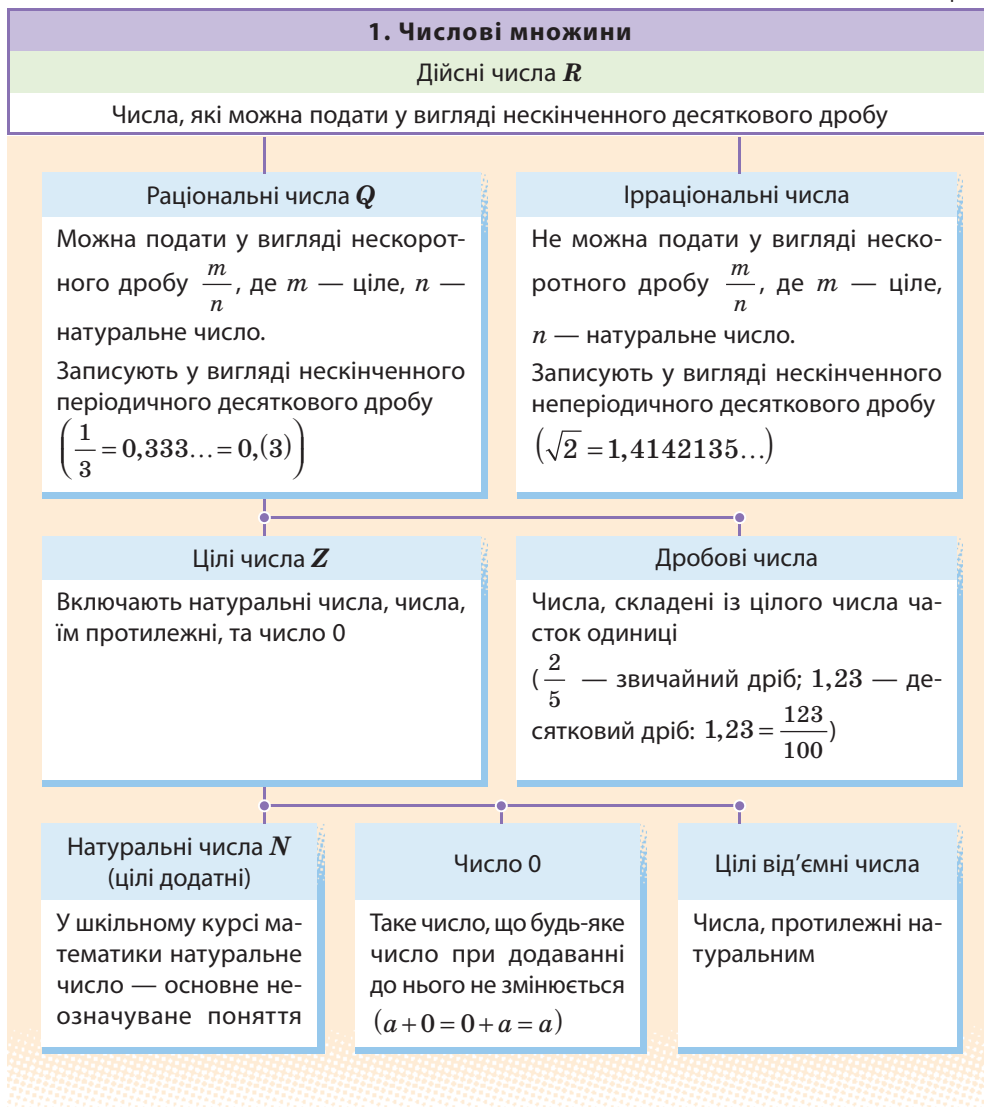 1. Числові множини
Дійсні числа R
Числа, які можна подати у вигляді нескінченного десяткового дробу
Раціональні числа Q
Можна подати у вигляді нескорот-
ного дробу m/n, де m — ціле, n —
натуральне число.
Записують у вигляді нескінченного
періодичного десяткового дробу
(1/3 = 0,333... = 0,(3))
Ірраціональні числа
Не можна подати у вигляді неско-
ротного дробу m/n, де m — ціле,
n — натуральне число.
Записують у вигляді нескінченного
неперіодичного десяткового дробу
(√2 = 1,4142135...)
Цілі числа Z
Включають натуральні числа, числа,
їм протилежні, та число 0
Дробові числа
Числа, складені із цілого числа ча-
сток одиниці
(2/5 — звичайний дріб; 1,23 — де-
сятковий дріб: 1,23 = 123/100)
Натуральні числа N
(цілі додатні)
У шкільному курсі ма-
тематики натуральне
число — основне не-
означуване поняття
Число 0
Таке число, що будь-яке
число при додаванні
до нього не змінюється
(a + 0 = 0 + a = a)
Цілі від’ємні числа
Числа, протилежні на-
туральним